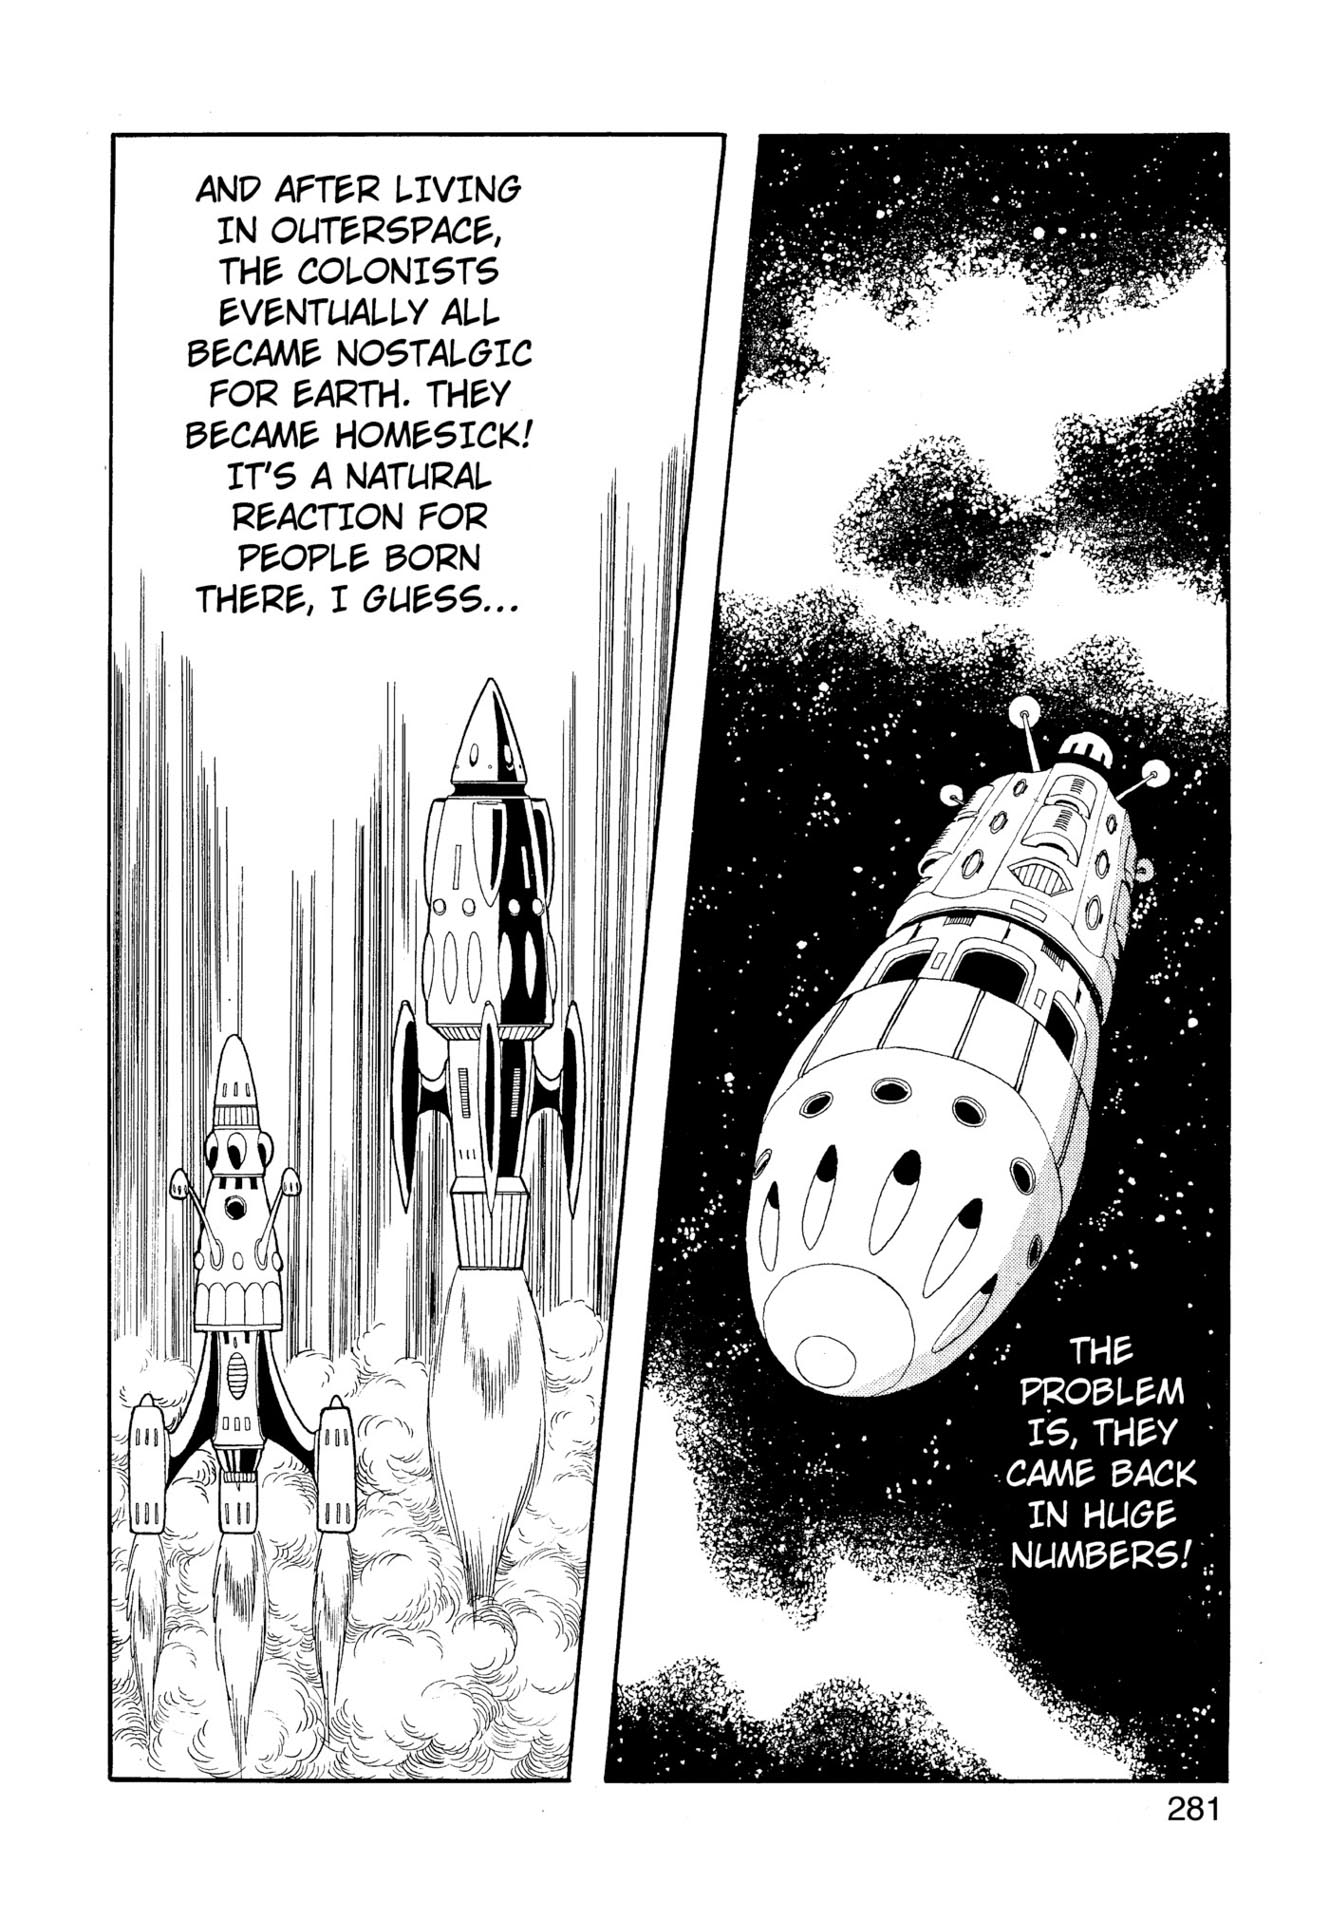 AND AFTER LIVING
IN OUTERSPACE,
THE COLONISTS
EVENTUALLY ALL
BECAME NOSTALGIC
FOR EARTH. THEY
BECAME HOMESICK!
IT'S A NATURAL
REACTION FOR
PEOPLE BORN
THERE, I GUESS...
THE
PROBLEM
IS, THEY
CAME BACK
IN HUGE
NUMBERS!
281